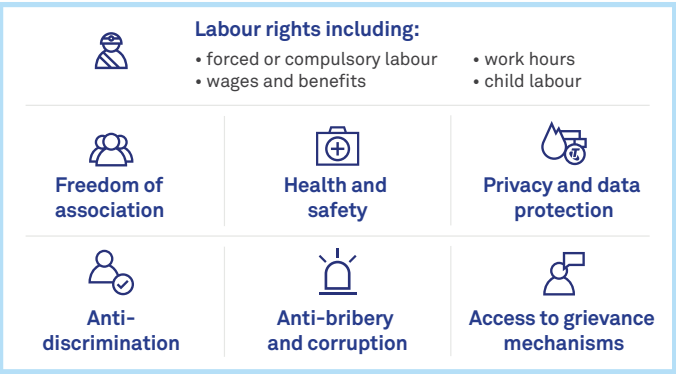 Labour rights including:
• forced or compulsory labour
• work hours
• wages and benefits
• child labour
Freedom of
association
Health and
safety
Privacy and data
protection
Anti-
discrimination
Anti-bribery
and corruption
Access to grievance
mechanisms